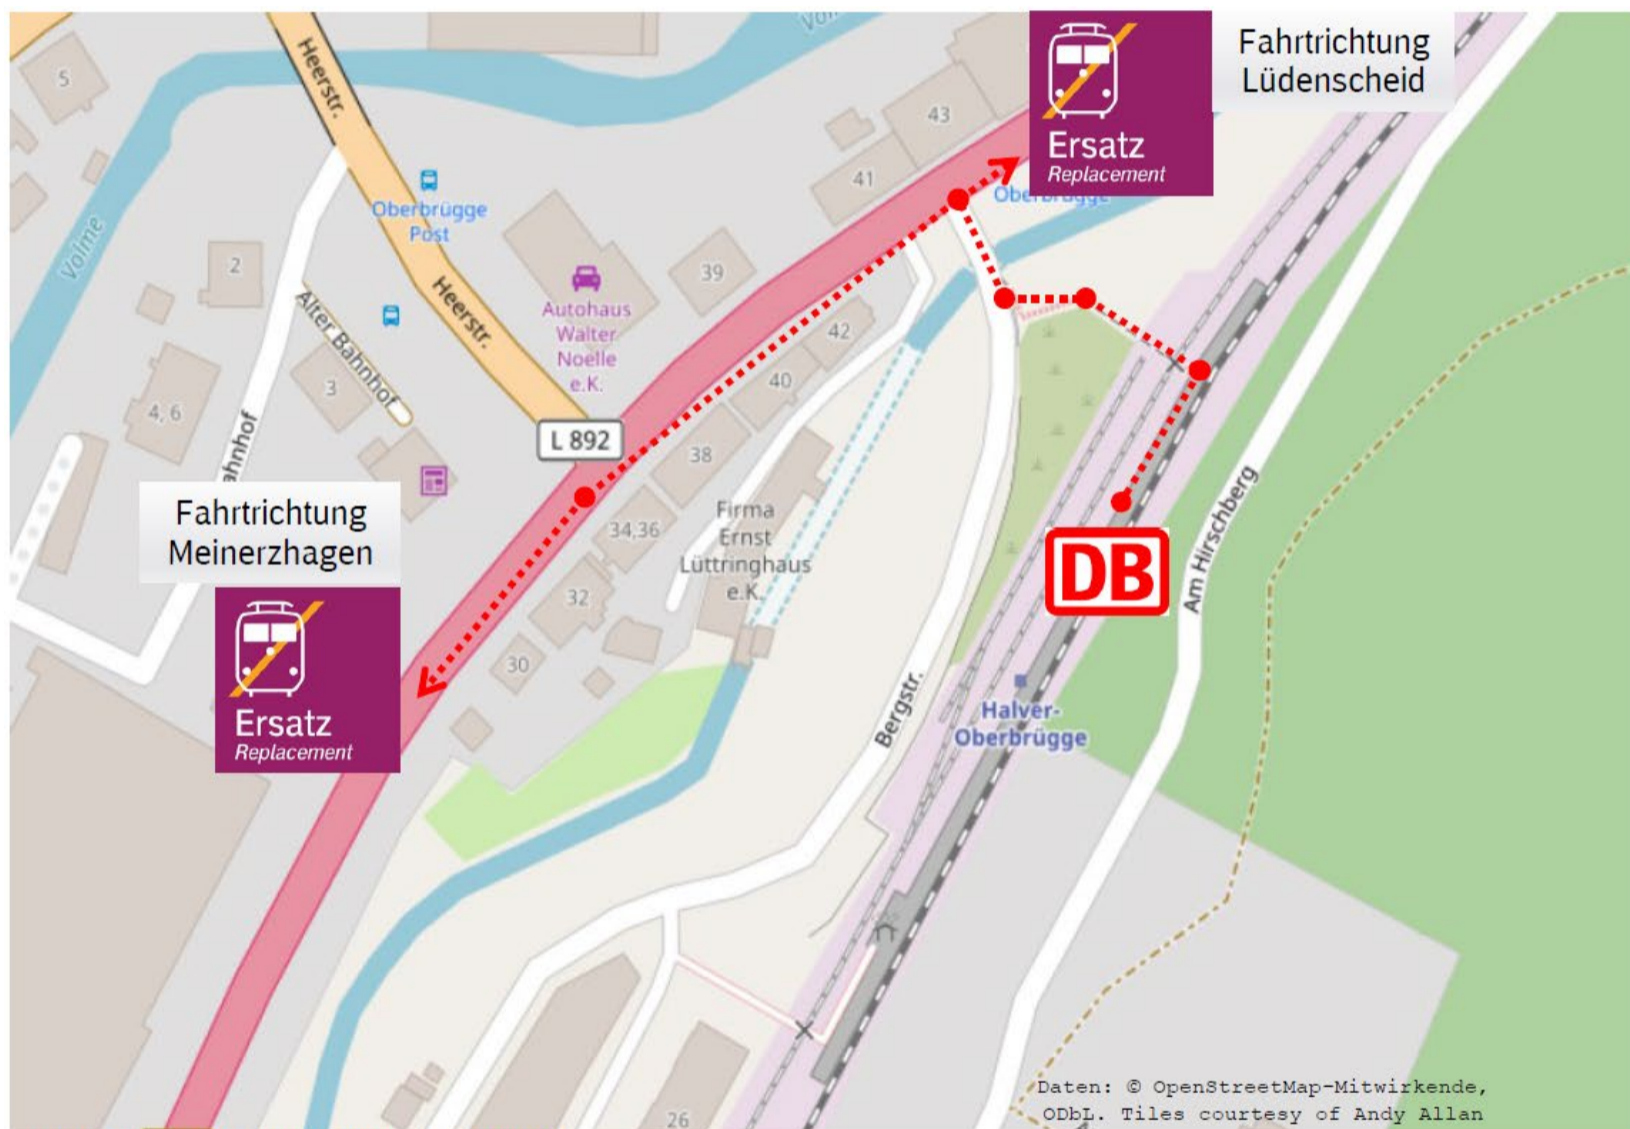 Volme
Fahrtrichtung
Lüdenscheid
Heerstr.
5
43
Ersatz
Replacement
41
Oberbrügge
Oberbrügge
Post
Volme
2
39
Heerstr.
Alter Bahnhof
Autohaus
Walter
Noelle
e.K.
42
3
40
4, 6
L 892
38
Fahrtrichtung
Meinerzhagen
Firma
Ernst
Lüttringhaus
e.K.
34,36
DB
Am Hirschberg
32
Ersatz
Replacement
30
Bergstr.
Halver-
Oberbrügge
Daten: © OpenStreetMap-Mitwirkende,
ODbL. Tiles courtesy of Andy Allan
26